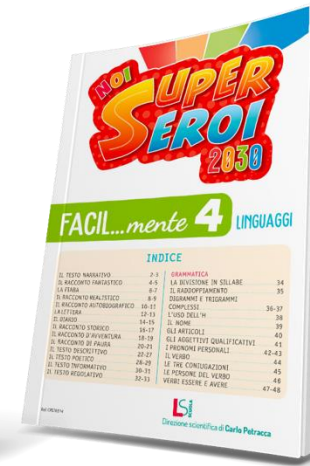 NOI
SUPER
SEROI
2030
FACIL...mente 4 LINGUAGGI
INDICE
IL TESTO NARRATIVO 2-3
IL RACCONTO FANTASTICO 4-5
LA FIABA 6-7
IL RACCONTO REALISTICO 8-9
IL RACCONTO AUTOBIOGRAFICO 10-11
LA LETTERA 12-13
IL DIARIO 14-15
IL RACCONTO STORICO 16-17
IL RACCONTO D'AVVENTURA 18-19
IL RACCONTO DI PAURA 20-21
IL TESTO DESCRITTIVO 22-27
IL TESTO POETICO 28-29
IL TESTO INFORMATIVO 30-31
IL TESTO REGOLATIVO 32-33
GRAMMATICA
LA DIVISIONE IN SILLABE 34
IL RADDOPPIAMENTO 35
DIGRAMMI E TRIGRAMMI
COMPLESSI 36-37
L'USO DELL'H 38
IL NOME 39
GLI ARTICOLI 40
GLI AGGETTIVI QUALIFICATIVI 41
I PRONOMI PERSONALI 42-43
IL VERBO 44
LE TRE CONIUGAZIONI 45
LE PERSONE DEL VERBO 46
VERBI ESSERE E AVERE 47-48
LS
SCUOLA
Direzione scientifica di Carlo Petracca